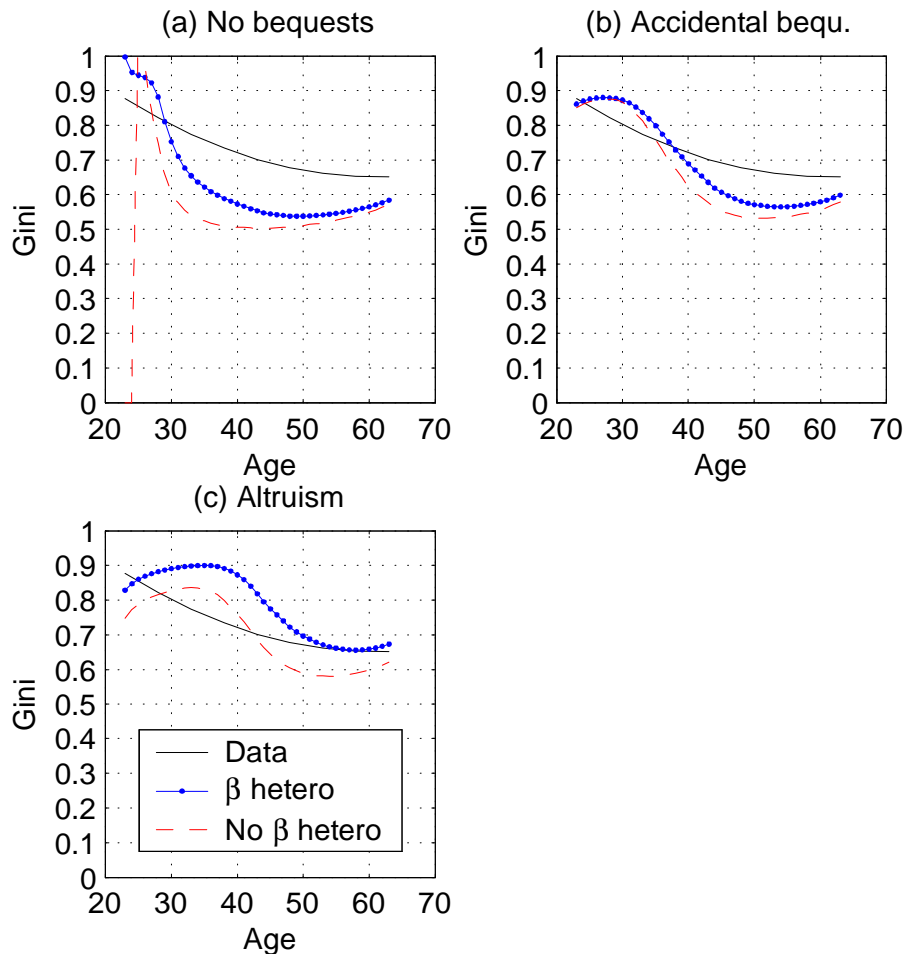 (a) No bequests
1
0.9
0.8
0.7
0.6
0.5
0.4
0.3
0.2
0.1
0
Gini
20 30 40 50 60 70
Age
(b) Accidental bequ.
1
0.9
0.8
0.7
0.6
0.5
0.4
0.3
0.2
0.1
0
Gini
20 30 40 50 60 70
Age
(c) Altruism
1
0.9
0.8
0.7
0.6
0.5
0.4
0.3
0.2
0.1
0
Gini
Data
β hetero
No β hetero
20 30 40 50 60 70
Age